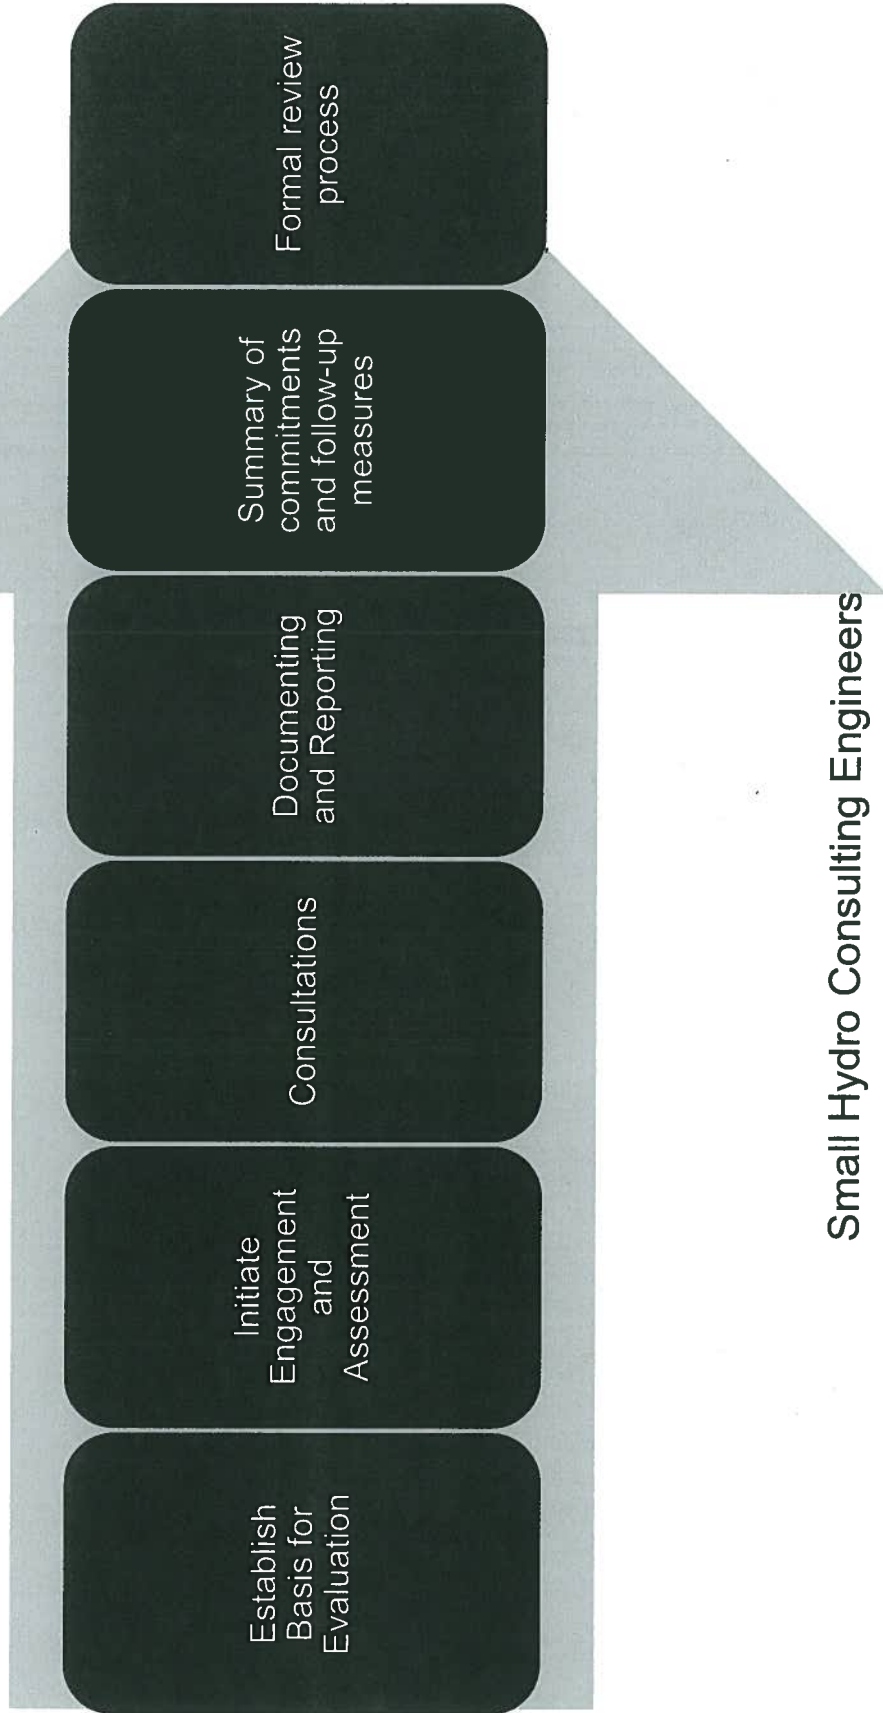 Establish
Basis for
Evaluation
Initiate
Engagement
and
Assessment
Consultations
Documenting
and Reporting
Summary of
commitments
and follow-up
measures
Formal review
process
Small Hydro Consulting Engineers